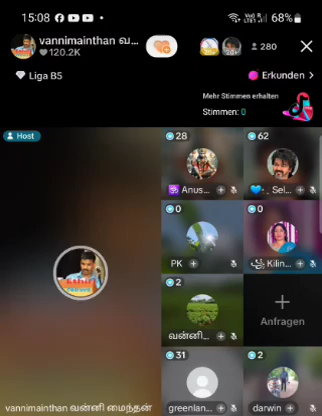 15:08
68%
vannimainthan வ...
120.2K
280
Liga B5
Erkunden
Mehr Stimmen erhalten
Stimmen: 0
Host
28
Anus...
62
Sel...
0
PK
0
Kilin...
2
வன்னி...
Anfragen
31
greenlan...
2
darwin
vannimainthan வன்னி மைந்தன்